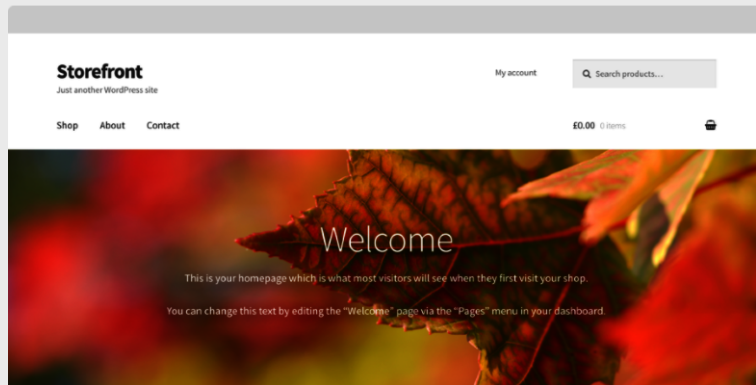 Storefront
Just another WordPress site
My account
Search products...
Shop About Contact
£0.00 0 items
Welcome
This is your homepage which is what most visitors will see when they first visit your shop.
You can change this text by editing the “Welcome” page via the “Pages” menu in your dashboard.